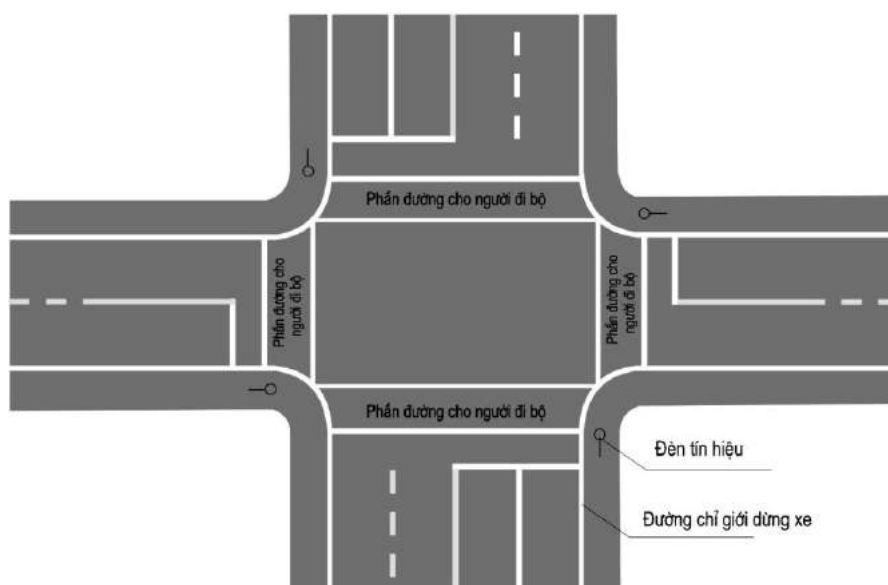 Phần đường cho người đi bộ
Phần đường cho
người đi bộ
Phần đường cho
người đi bộ
Phần đường cho người đi bộ
Đèn tín hiệu
Đường chỉ giới dừng xe